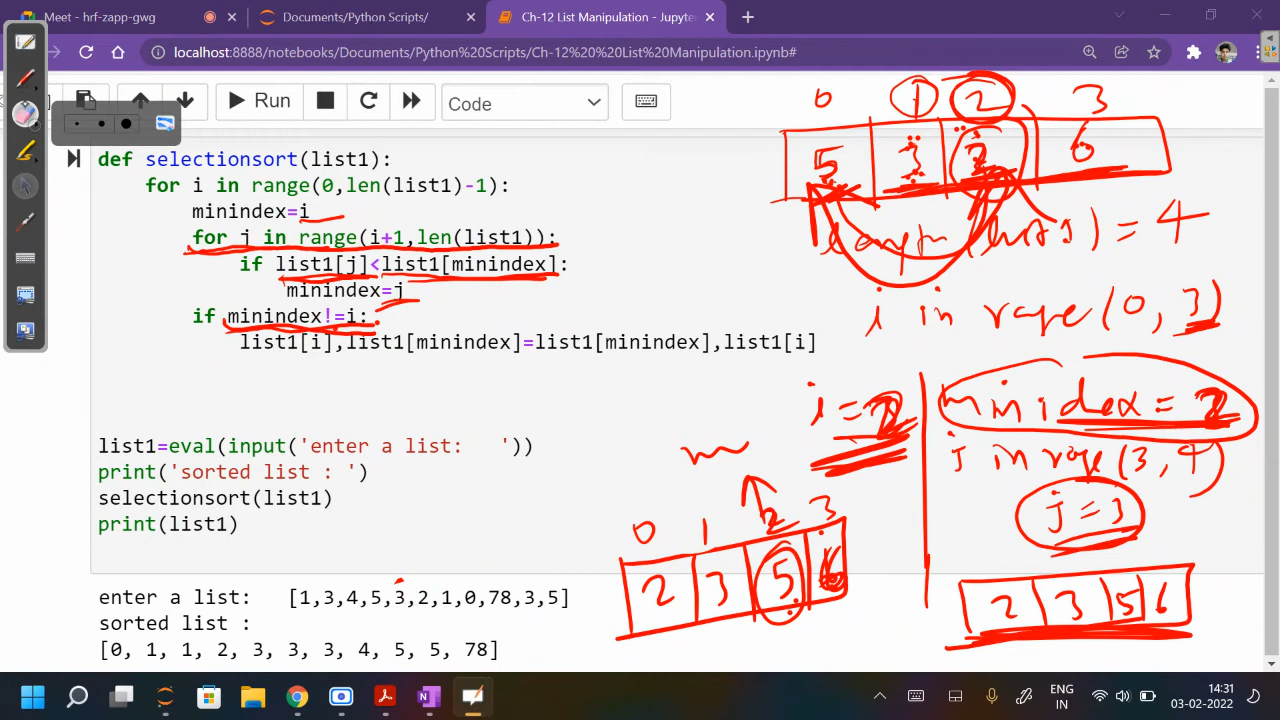 Meet - hrf-zapp-gwg
Documents/Python Scripts/
Ch-12 List Manipulation - Jupyte
localhost:8888/notebooks/Documents/Python%20Scripts/Ch-12%20%20List%20Manipulation.ipynb#
Run
Code
def selectionsort(list1):
for i in range(0,len(list1)-1):
minindex=i
for j in range(i+1,len(list1)):
if list1[j]<list1[minindex]:
minindex=j
if minindex!=i:
list1[i],list1[minindex]=list1[minindex],list1[i]
list1=eval(input('enter a list:   '))
print('sorted list : ')
selectionsort(list1)
print(list1)
enter a list:   [1,3,4,5,3,2,1,0,78,3,5]
sorted list :
[0, 1, 1, 2, 3, 3, 3, 4, 5, 5, 78]
0 1 2 3
5 3 2 6
= 4
i in range(0, 3)
i = 2
minidex = 2
j in range(3, 4)
j = 3
m
0 1 2 3
2 3 5 6
2 3 5 6
ENG
IN
14:31
03-02-2022